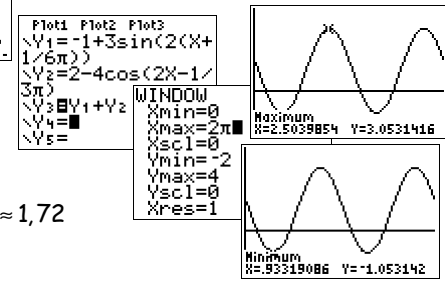 Plot1 Plot2 Plot3
\Y1=-1+3sin(2(X+
1/6π))
\Y2=2-4cos(2X-1/
3π)
\Y3=Y1+Y2
\Y4=
\Y5=
WINDOW
Xmin=0
Xmax=2π
Xscl=0
Ymin=-2
Ymax=4
Yscl=0
Xres=1
Maximum
X=2.5039854 Y=3.0531416
Minimum
X=.93319086 Y=-1.053142
≈ 1,72